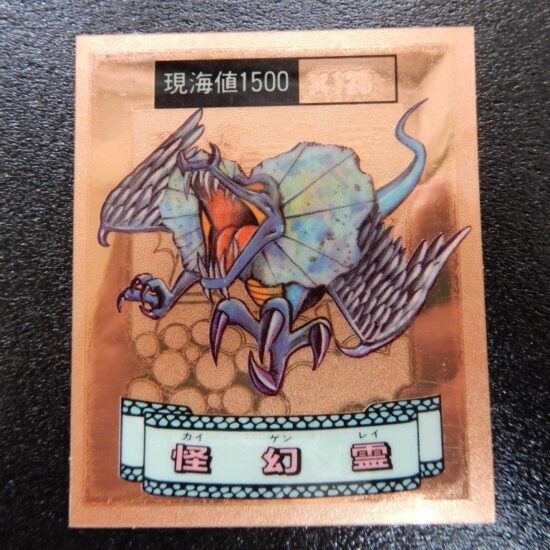 現海値1500
カイ ゲン レイ
怪幻霊